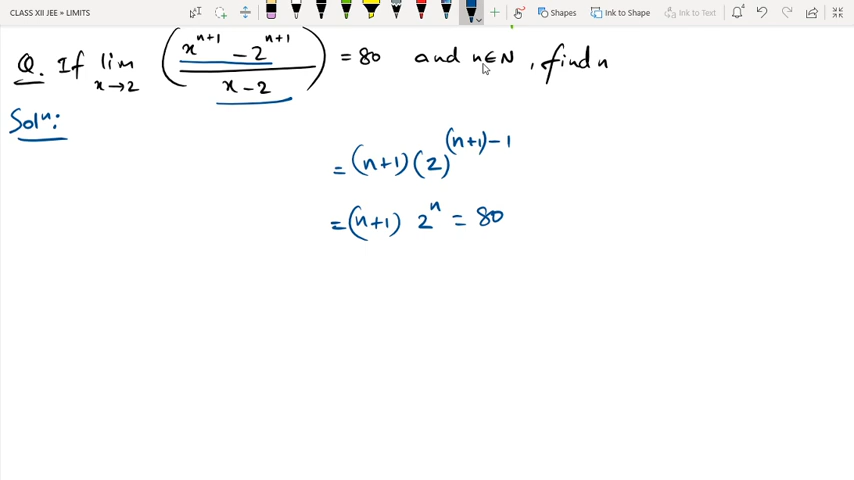 CLASS XII JEE » LIMITS
Shapes Ink to Shape Ink to Text
Q. If lim x→2 ( (x^{n+1} - 2^{n+1}) / (x-2) ) = 80 and n∈N, find n
Solⁿ:
= (n+1) (2)^{(n+1)-1}
= (n+1) 2^n = 80